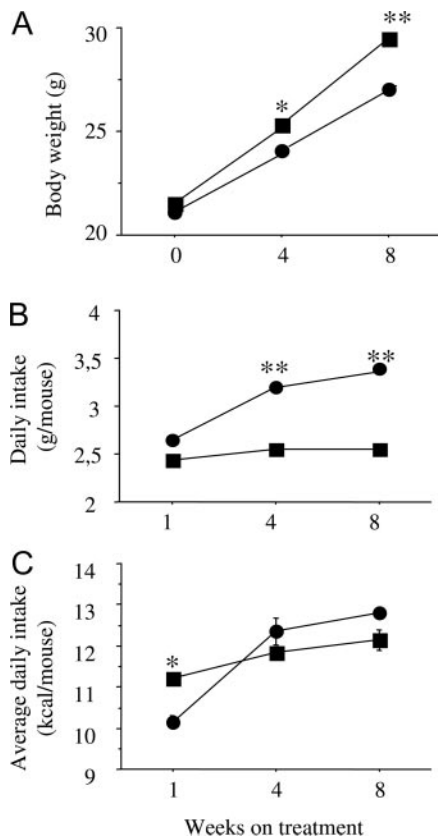 A
Body weight (g)
30
25
20
*
**
0 4 8
B
Daily intake
(g/mouse)
4
3,5
3
2,5
2
**
**
1 4 8
C
Average daily intake
(kcal/mouse)
14
13
12
11
10
9
*
1 4 8
Weeks on treatment